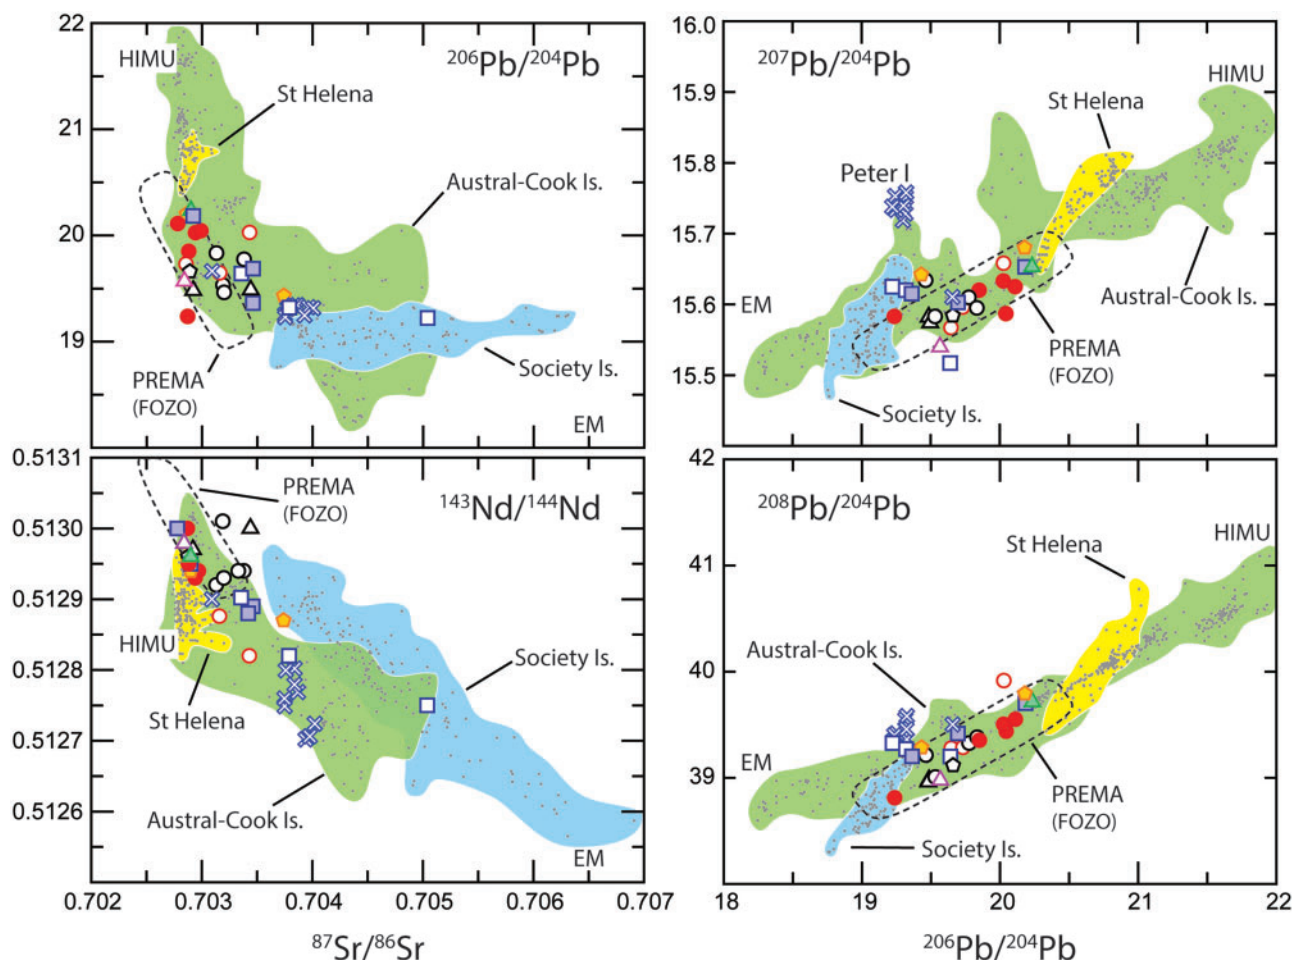 22
21
20
19
HIMU
²⁰⁶Pb/²⁰⁴Pb
St Helena
Austral-Cook Is.
Society Is.
PREMA
(FOZO)
EM
16.0
15.9
15.8
15.7
15.6
15.5
15.4
²⁰⁷Pb/²⁰⁴Pb
HIMU
St Helena
Peter I
Austral-Cook Is.
EM
PREMA
(FOZO)
Society Is.
0.5131
0.5130
0.5129
0.5128
0.5127
0.5126
PREMA
(FOZO)
¹⁴³Nd/¹⁴⁴Nd
HIMU
Society Is.
St Helena
Austral-Cook Is.
EM
0.702
0.703
0.704
0.705
0.706
0.707
⁸⁷Sr/⁸⁶Sr
42
41
40
39
²⁰⁸Pb/²⁰⁴Pb
HIMU
St Helena
Austral-Cook Is.
EM
PREMA
(FOZO)
Society Is.
18
19
20
21
22
²⁰⁶Pb/²⁰⁴Pb